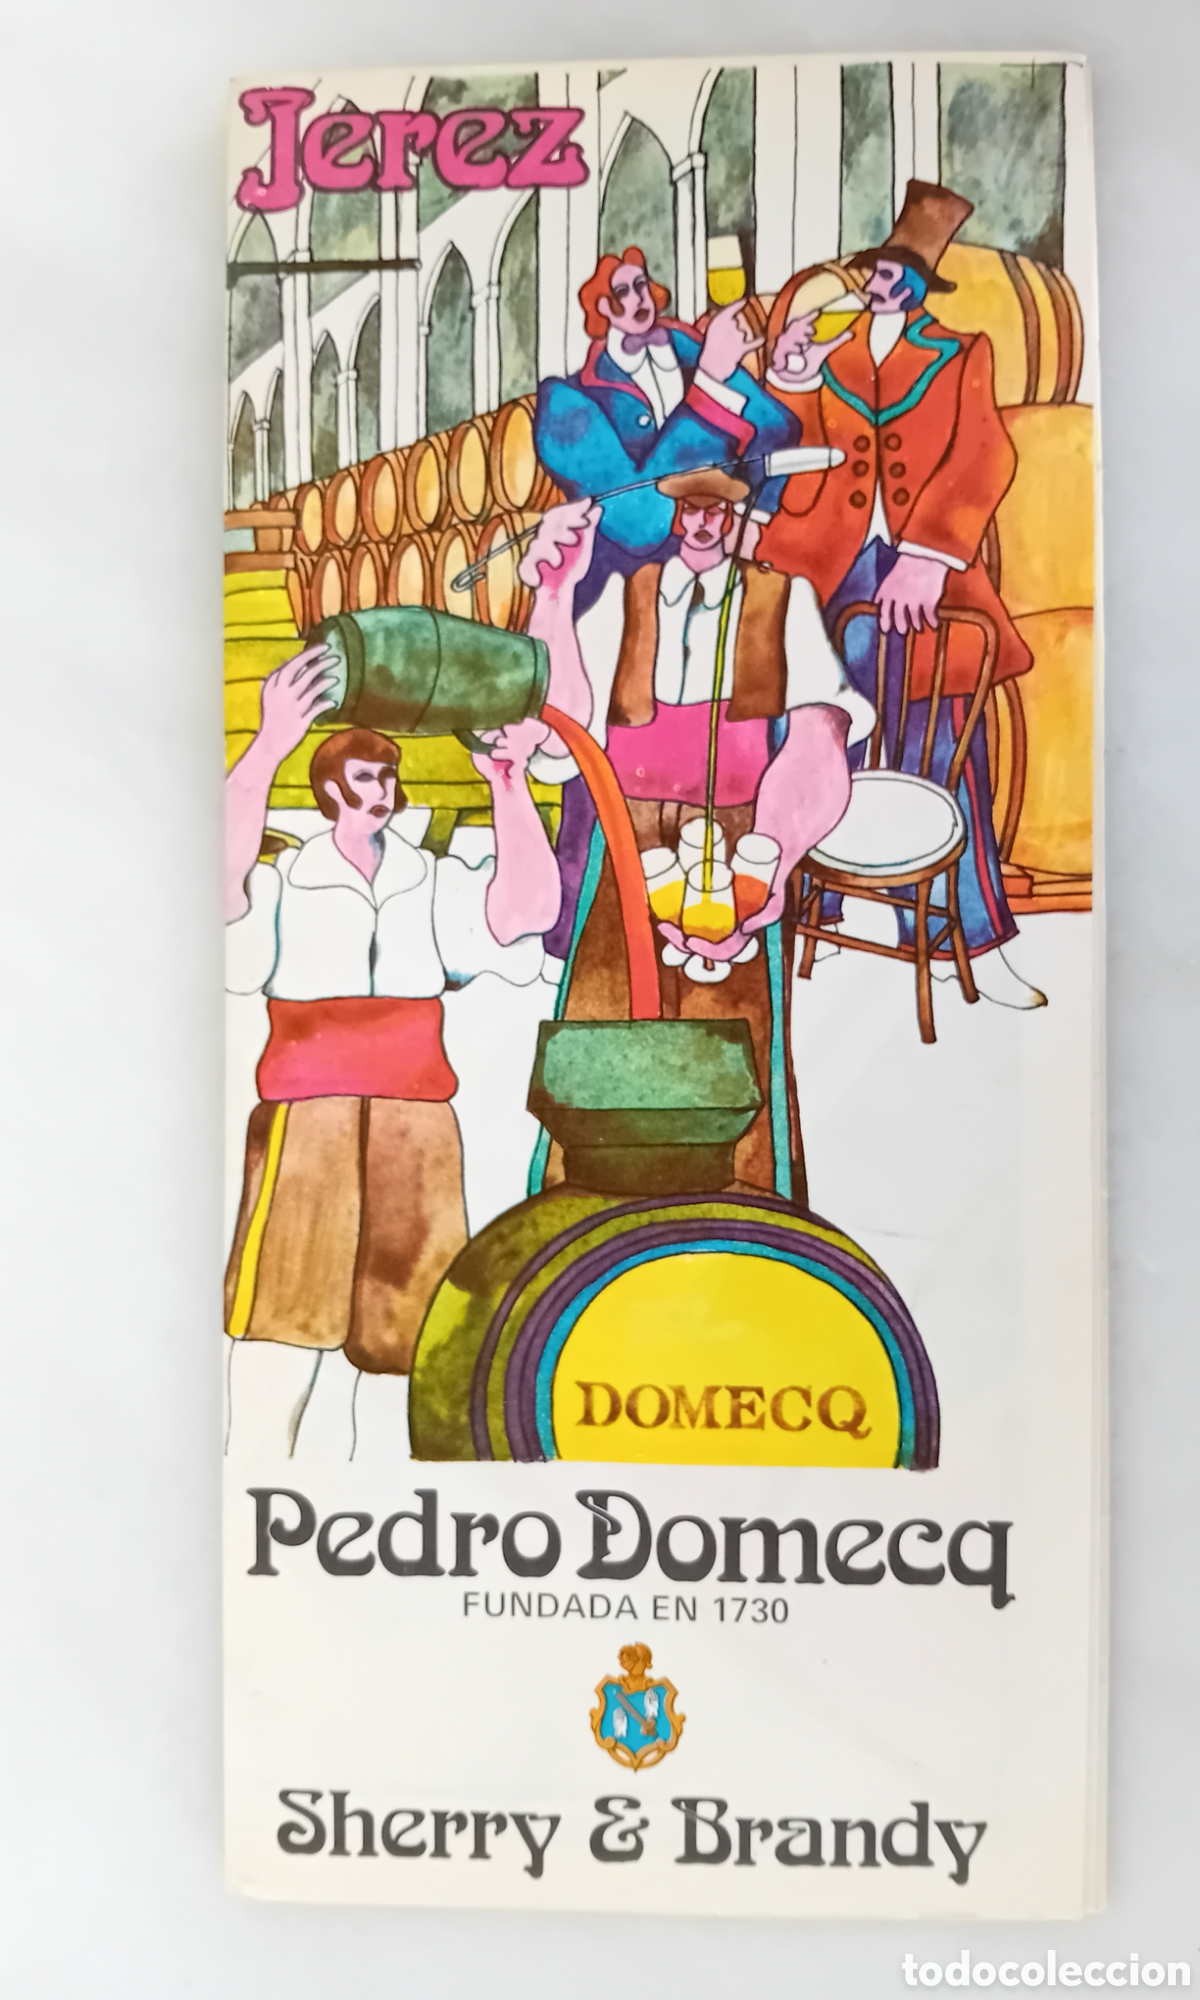 Jerez
DOMECQ
Pedro Domecq
FUNDADA EN 1730
Sherry & Brandy
todocoleccion